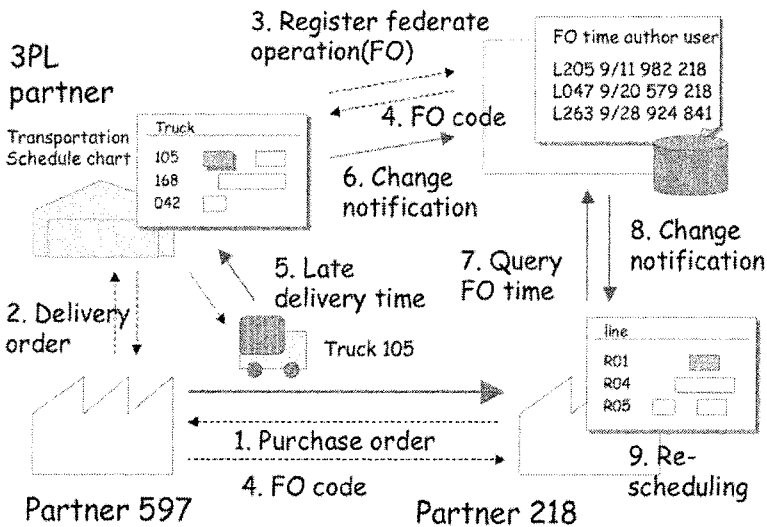 3. Register federate
operation(FO)
FO time author user
L205 9/11 982 218
L047 9/20 579 218
L263 9/28 924 841
3PL
partner
4. FO code
Transportation
Schedule chart
Truck
105
168
042
6. Change
notification
5. Late
delivery time
7. Query
FO time
8. Change
notification
2. Delivery
order
Truck 105
line
R01
R04
R05
1. Purchase order
4. FO code
9. Re-
scheduling
Partner 597
Partner 218